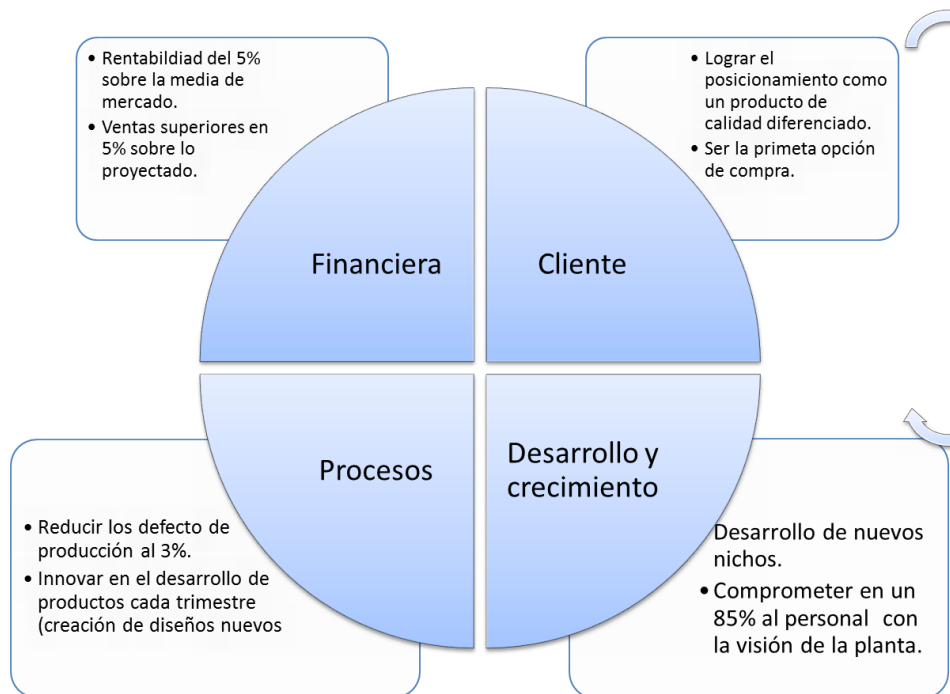 • Rentabildiad del 5%
sobre la media de
mercado.
• Ventas superiores en
5% sobre lo
proyectado.
• Lograr el
posicionamiento como
un producto de
calidad diferenciado.
• Ser la primeta opción
de compra.
Financiera
Cliente
Procesos
Desarrollo y
crecimiento
• Reducir los defecto de
producción al 3%.
• Innovar en el desarrollo de
productos cada trimestre
(creación de diseños nuevos
Desarrollo de nuevos
nichos.
• Comprometer en un
85% al personal con
la visión de la planta.